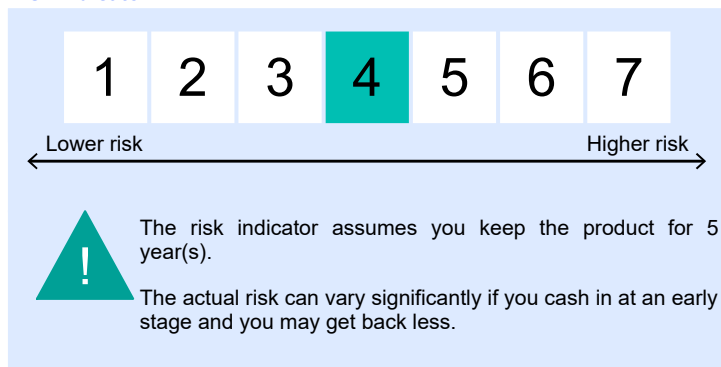 1 2 3 4 5 6 7
Lower risk Higher risk
!
The risk indicator assumes you keep the product for 5
year(s).
The actual risk can vary significantly if you cash in at an early
stage and you may get back less.